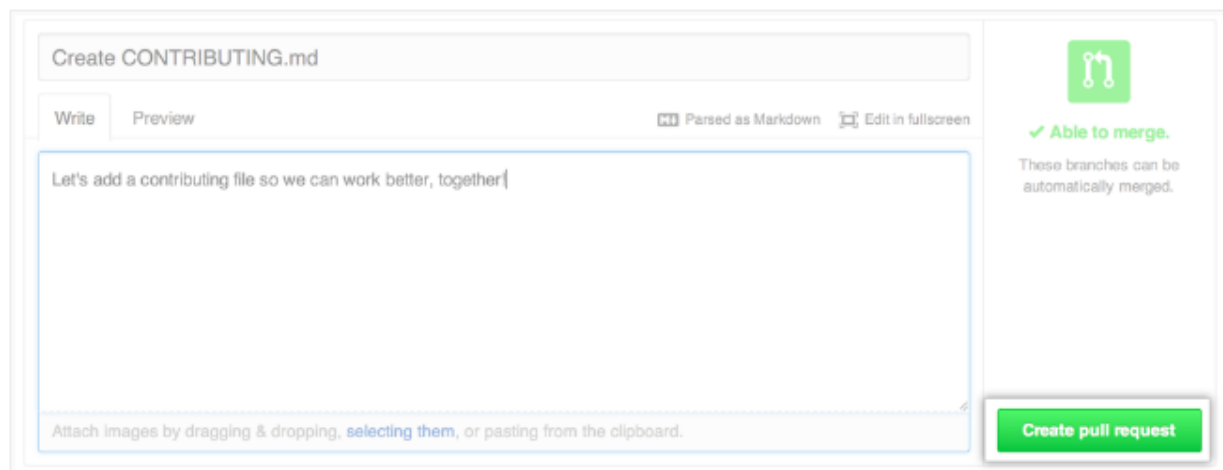 Create CONTRIBUTING.md
Write Preview Parsed as Markdown Edit in fullscreen
Let's add a contributing file so we can work better, together!
Attach images by dragging & dropping, selecting them, or pasting from the clipboard.
✓ Able to merge.
These branches can be
automatically merged.
Create pull request